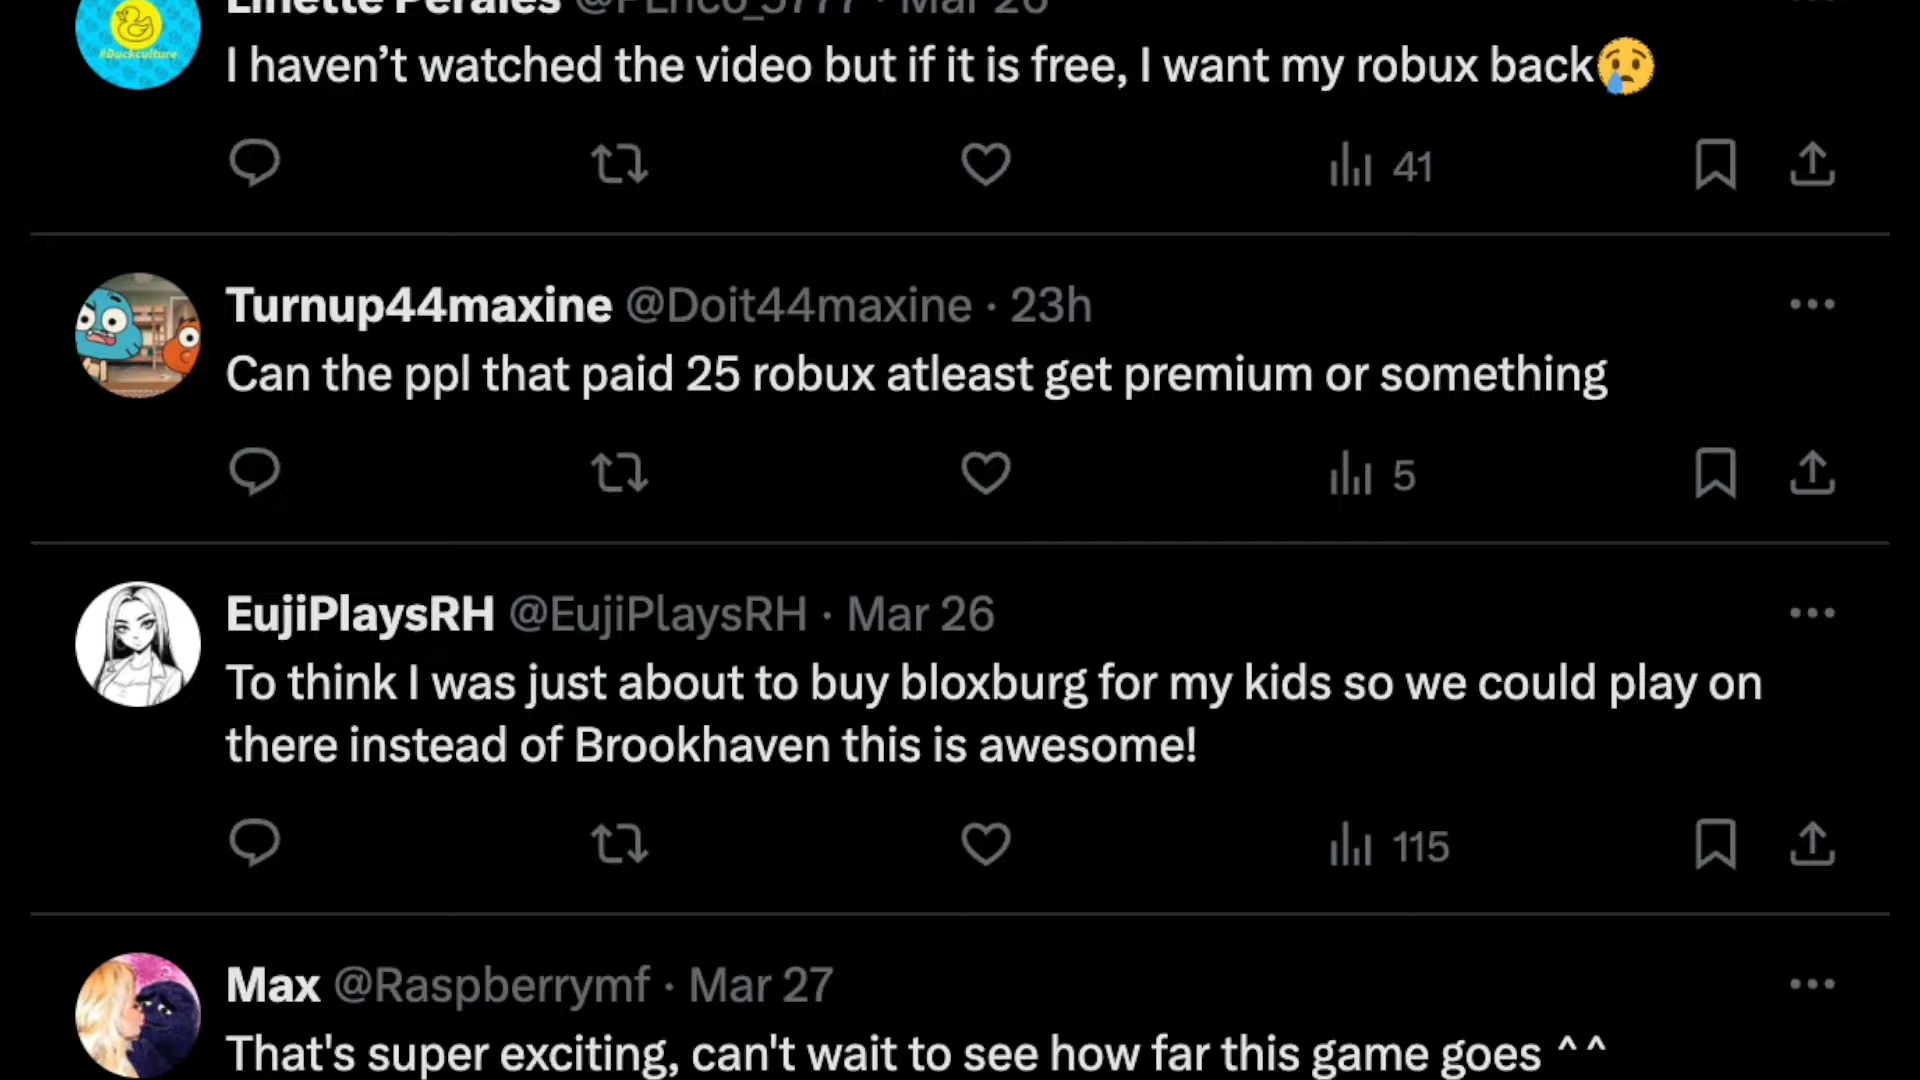 Linette Perales · Mar 26
#Duckculture
I haven’t watched the video but if it is free, I want my robux back😢
41
Turnup44maxine @Doit44maxine · 23h
Can the ppl that paid 25 robux atleast get premium or something
5
EujiPlaysRH @EujiPlaysRH · Mar 26
To think I was just about to buy bloxburg for my kids so we could play on
there instead of Brookhaven this is awesome!
115
Max @Raspberrymf · Mar 27
That's super exciting, can't wait to see how far this game goes ^^